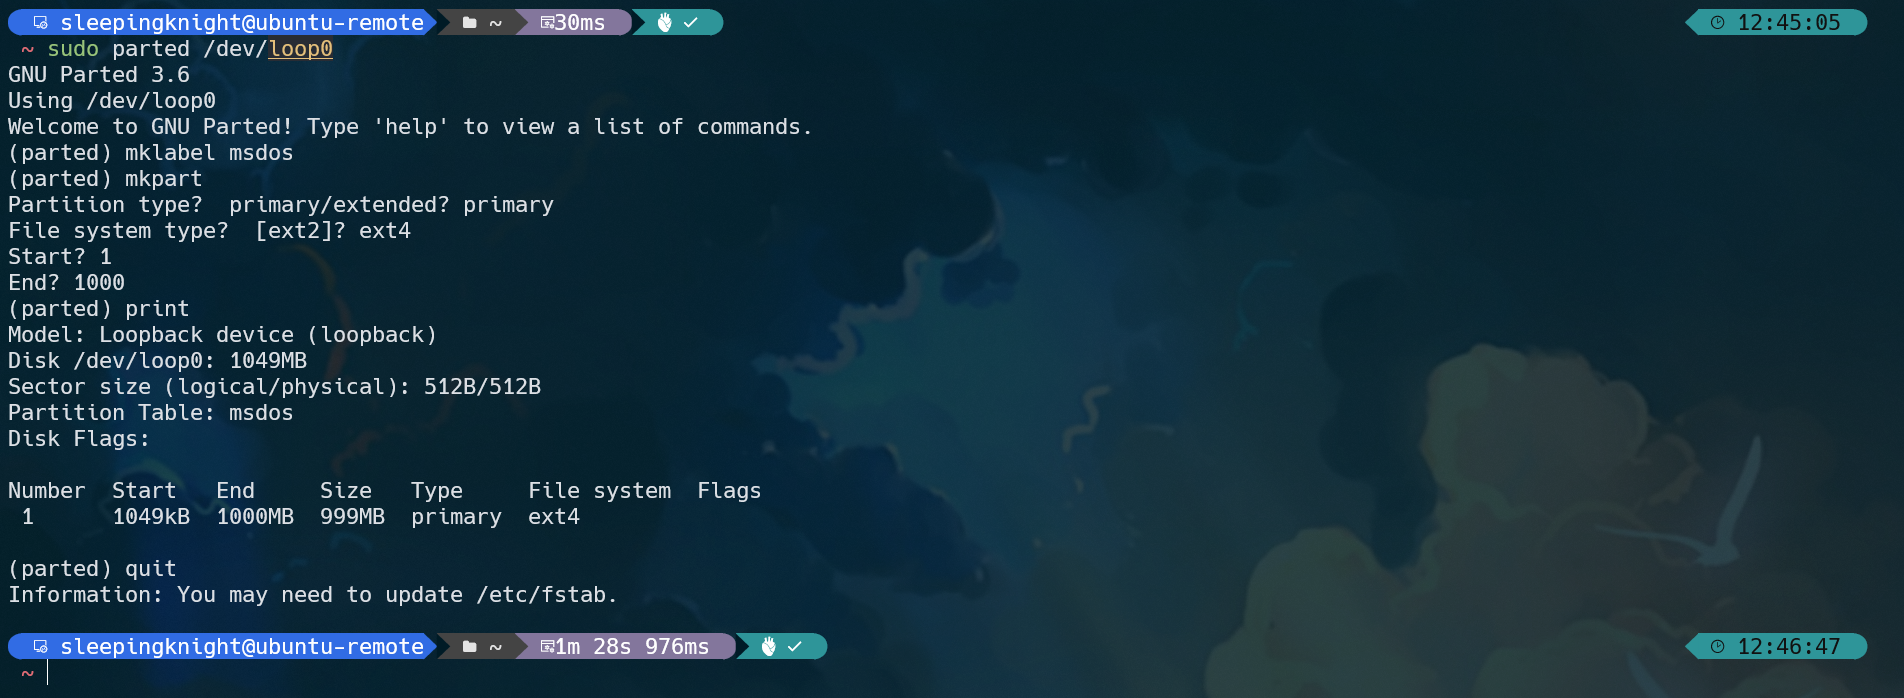 sleepingknight@ubuntu-remote ~ 30ms ✓ 12:45:05
~ sudo parted /dev/loop0
GNU Parted 3.6
Using /dev/loop0
Welcome to GNU Parted! Type 'help' to view a list of commands.
(parted) mklabel msdos
(parted) mkpart
Partition type?  primary/extended? primary
File system type?  [ext2]? ext4
Start? 1
End? 1000
(parted) print
Model: Loopback device (loopback)
Disk /dev/loop0: 1049MB
Sector size (logical/physical): 512B/512B
Partition Table: msdos
Disk Flags:
Number  Start   End     Size   Type     File system  Flags
 1      1049kB  1000MB  999MB  primary  ext4
(parted) quit
Information: You may need to update /etc/fstab.
sleepingknight@ubuntu-remote ~ 1m 28s 976ms ✓ 12:46:47
~